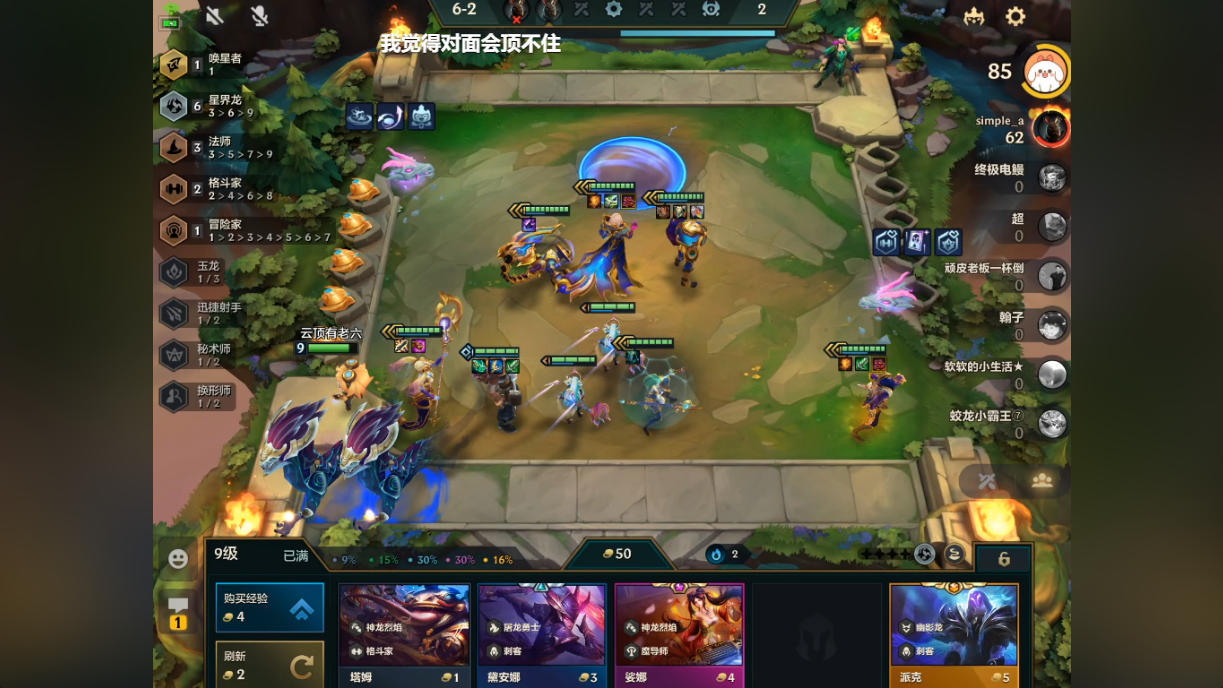 6-2
2
我觉得对面会顶不住
1 唤星者
1
6 星界龙
3 > 6 > 9
3 法师
3 > 5 > 7 > 9
2 格斗家
2 > 4 > 6 > 8
1 冒险家
1 > 2 > 3 > 4 > 5 > 6 > 7
玉龙
1 / 3
迅捷射手
1 / 2
秘术师
1 / 2
换形师
1 / 2
85
simple_a
62
终极电鳗
0
超
0
顽皮老板一杯倒
0
翰子
0
软软的小生活★
0
蛟龙小霸王⑦
0
云顶有老六
9
9级
已满
9%
15%
30%
30%
16%
50
2
6
1
购买经验
4
刷新
2
神龙烈焰
格斗家
塔姆
1
屠龙勇士
刺客
黛安娜
3
神龙烈焰
魔导师
娑娜
4
幽影龙
刺客
派克
5